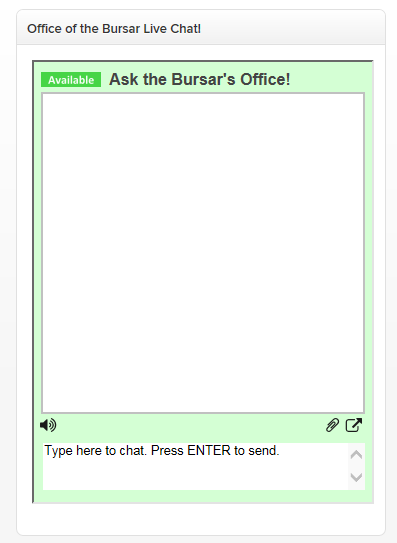 Office of the Bursar Live Chat!
Available Ask the Bursar's Office!
Type here to chat. Press ENTER to send.